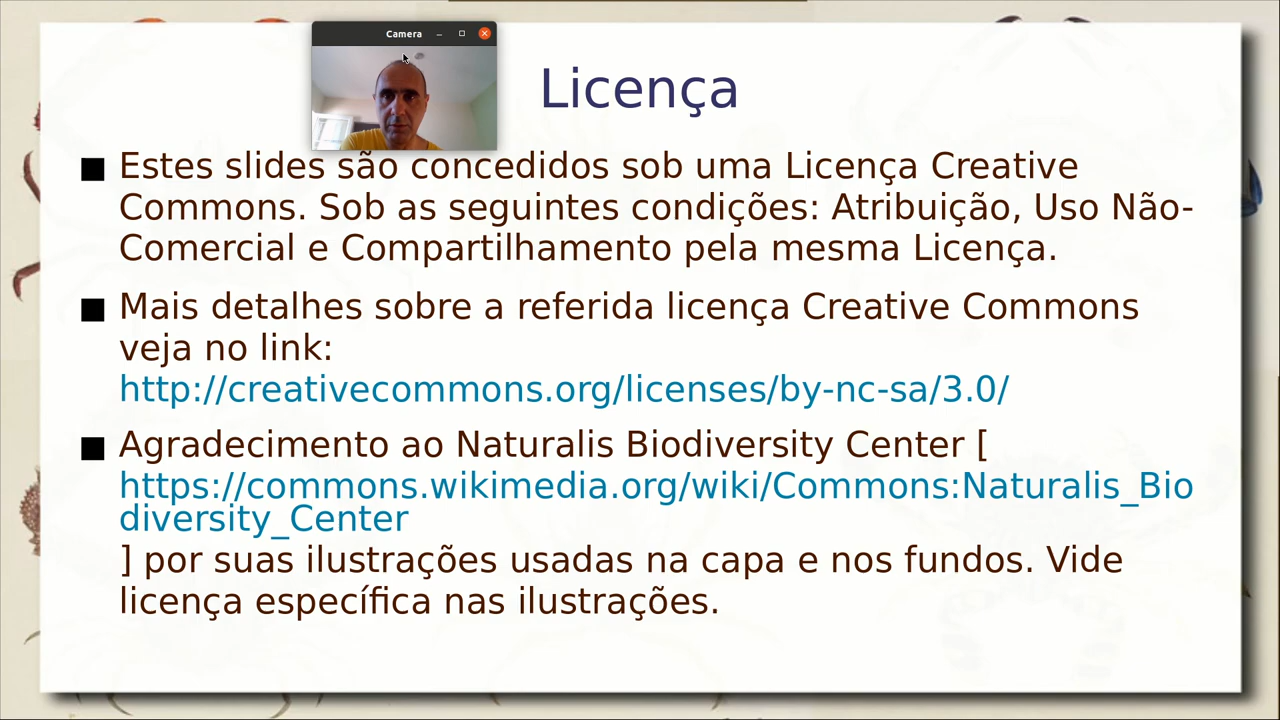 Camera
Licença
Estes slides são concedidos sob uma Licença Creative
Commons. Sob as seguintes condições: Atribuição, Uso Não-
Comercial e Compartilhamento pela mesma Licença.
Mais detalhes sobre a referida licença Creative Commons
veja no link:
http://creativecommons.org/licenses/by-nc-sa/3.0/
Agradecimento ao Naturalis Biodiversity Center [
https://commons.wikimedia.org/wiki/Commons:Naturalis_Bio
diversity_Center
] por suas ilustrações usadas na capa e nos fundos. Vide
licença específica nas ilustrações.